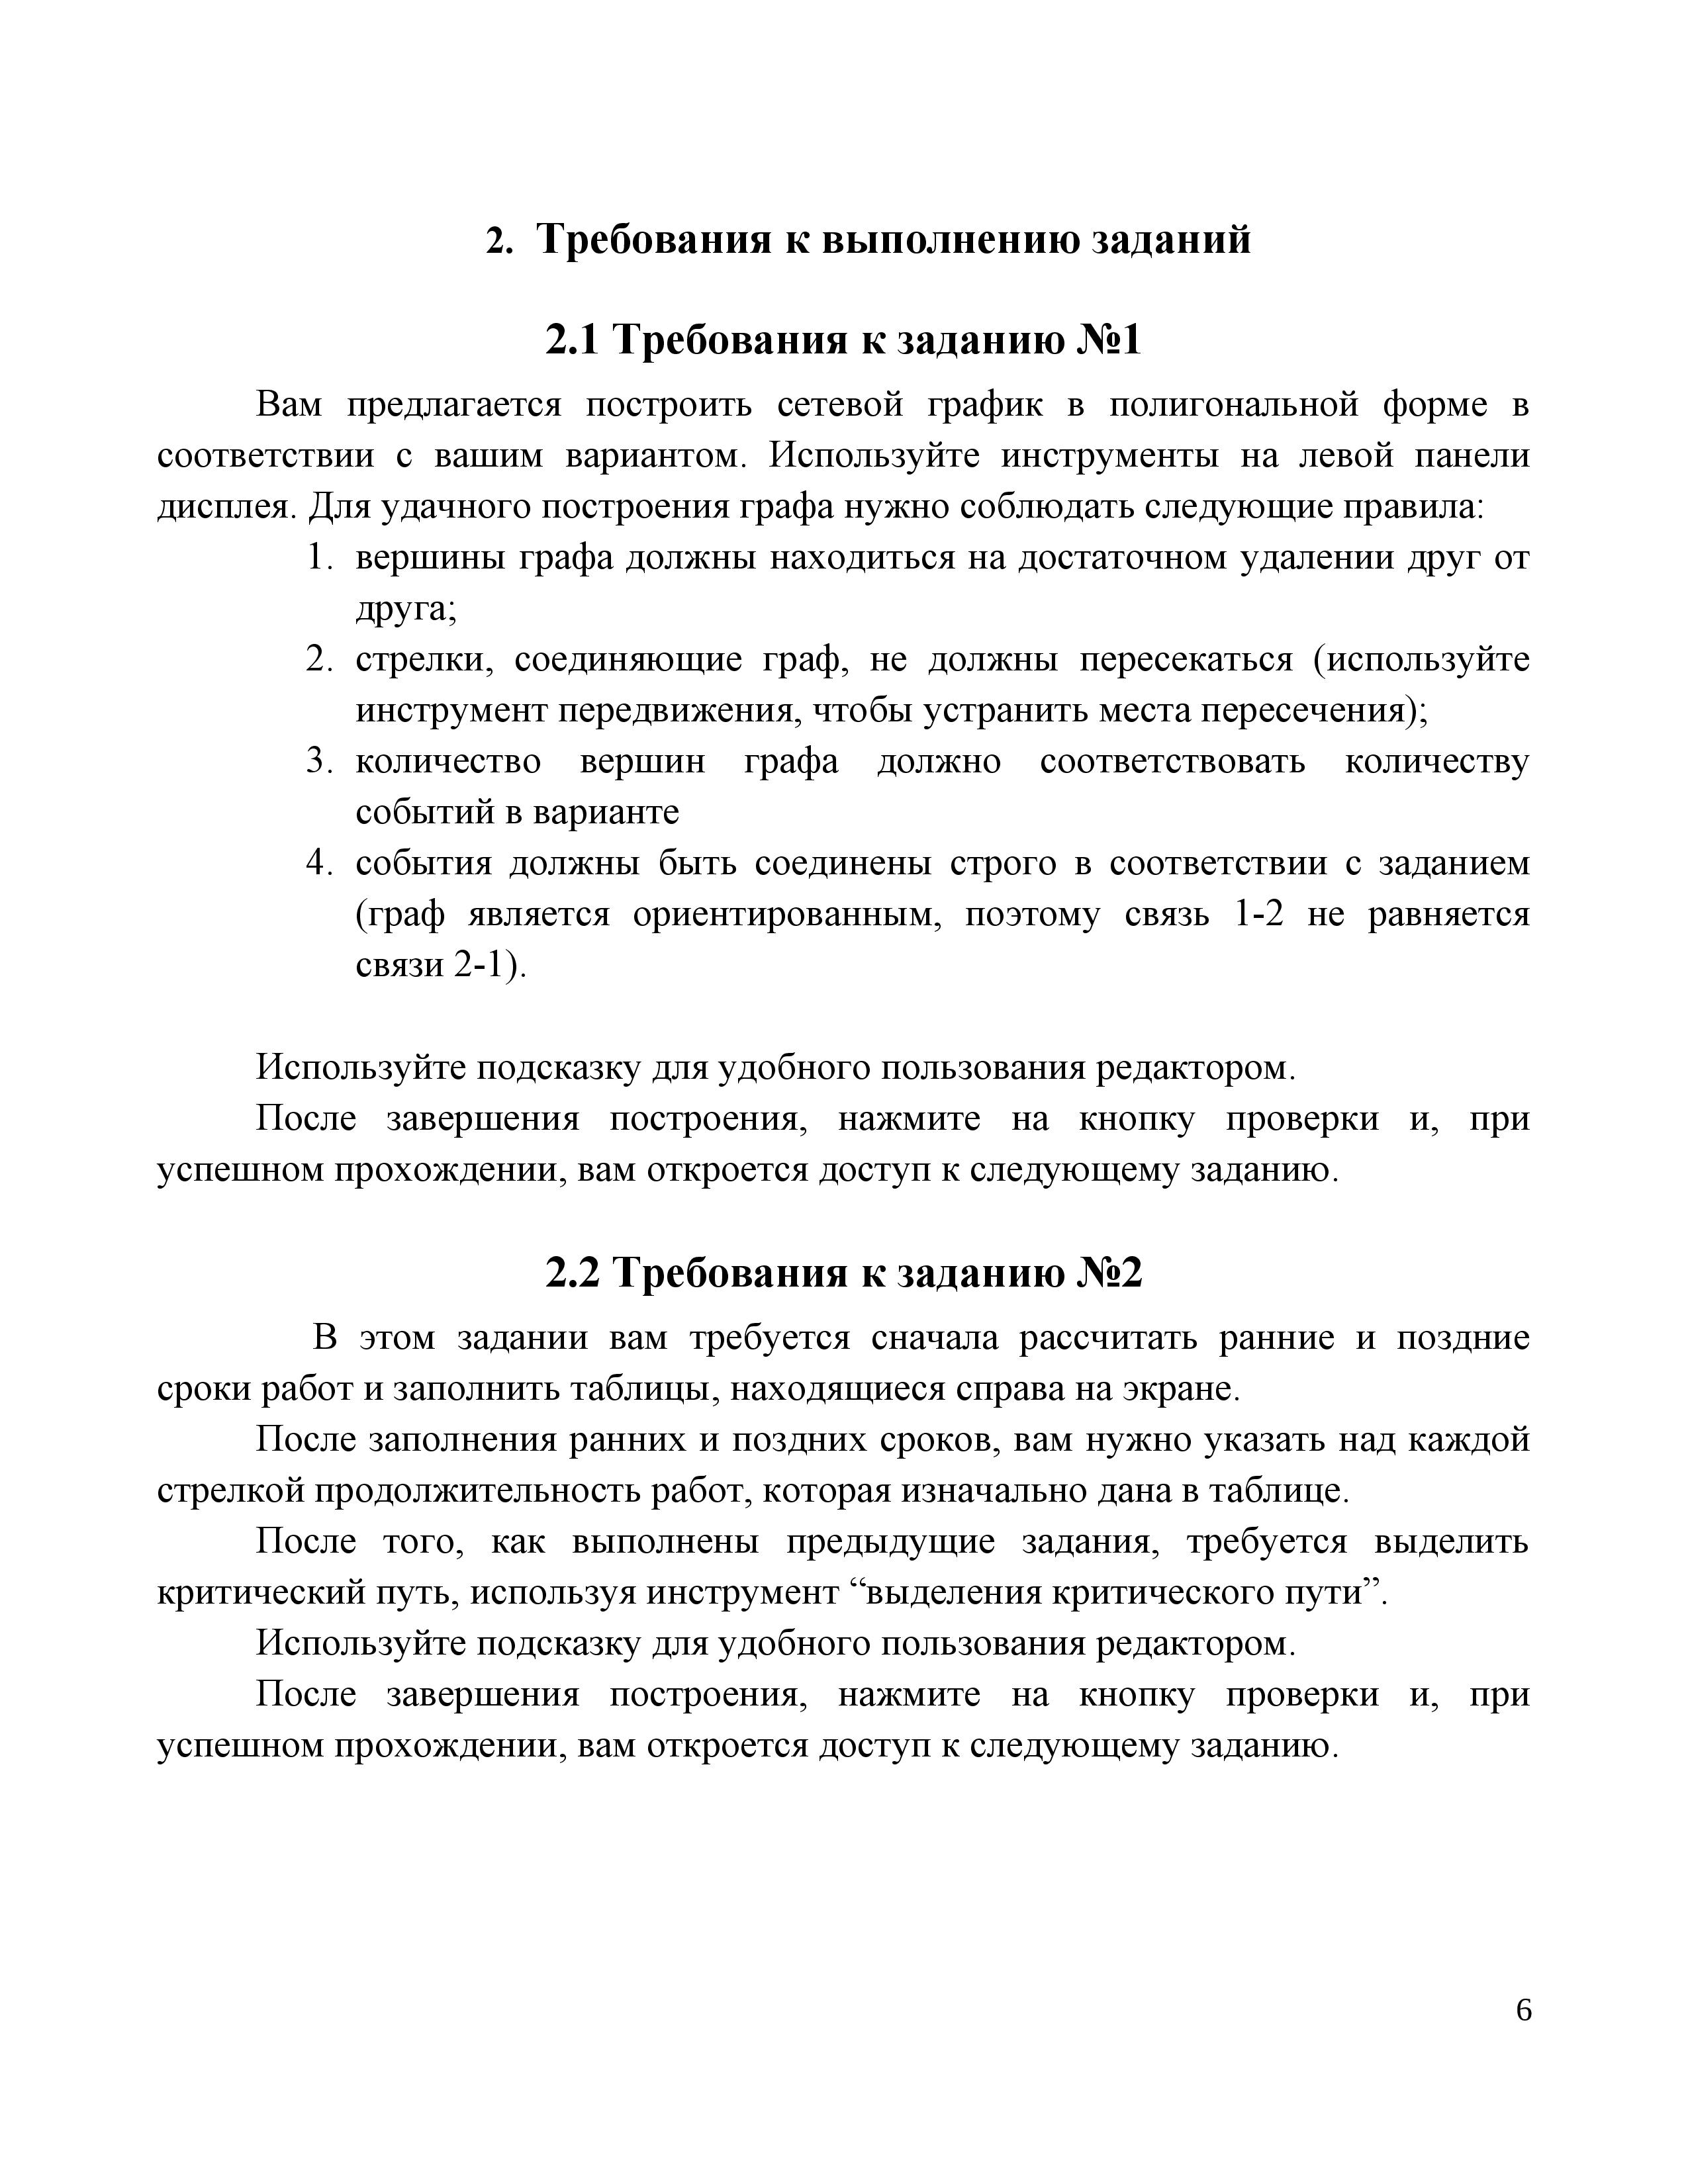 2. Требования к выполнению заданий
2.1 Требования к заданию №1
Вам предлагается построить сетевой график в полигональной форме в
соответствии с вашим вариантом. Используйте инструменты на левой панели
дисплея. Для удачного построения графа нужно соблюдать следующие правила:
1. вершины графа должны находиться на достаточном удалении друг от
друга;
2. стрелки, соединяющие граф, не должны пересекаться (используйте
инструмент передвижения, чтобы устранить места пересечения);
3. количество вершин графа должно соответствовать количеству
событий в варианте
4. события должны быть соединены строго в соответствии с заданием
(граф является ориентированным, поэтому связь 1-2 не равняется
связи 2-1).
Используйте подсказку для удобного пользования редактором.
После завершения построения, нажмите на кнопку проверки и, при
успешном прохождении, вам откроется доступ к следующему заданию.
2.2 Требования к заданию №2
В этом задании вам требуется сначала рассчитать ранние и поздние
сроки работ и заполнить таблицы, находящиеся справа на экране.
После заполнения ранних и поздних сроков, вам нужно указать над каждой
стрелкой продолжительность работ, которая изначально дана в таблице.
После того, как выполнены предыдущие задания, требуется выделить
критический путь, используя инструмент “выделения критического пути”.
Используйте подсказку для удобного пользования редактором.
После завершения построения, нажмите на кнопку проверки и, при
успешном прохождении, вам откроется доступ к следующему заданию.
6